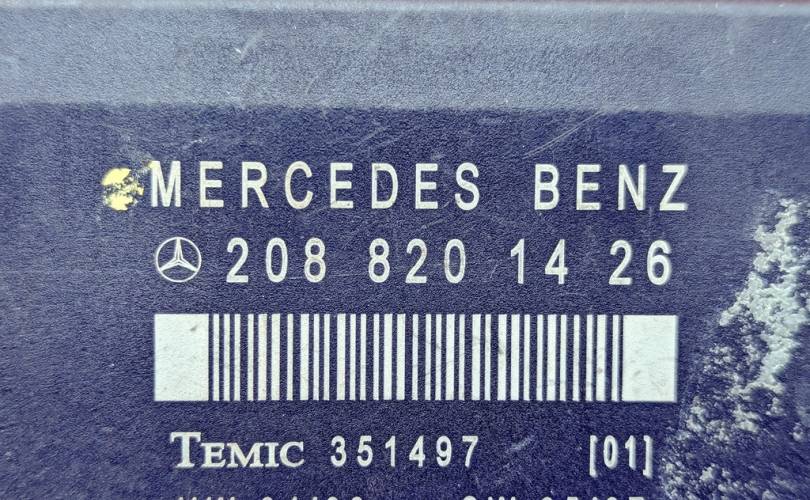 MERCEDES BENZ
208 820 14 26
TEMIC 351497 [01]